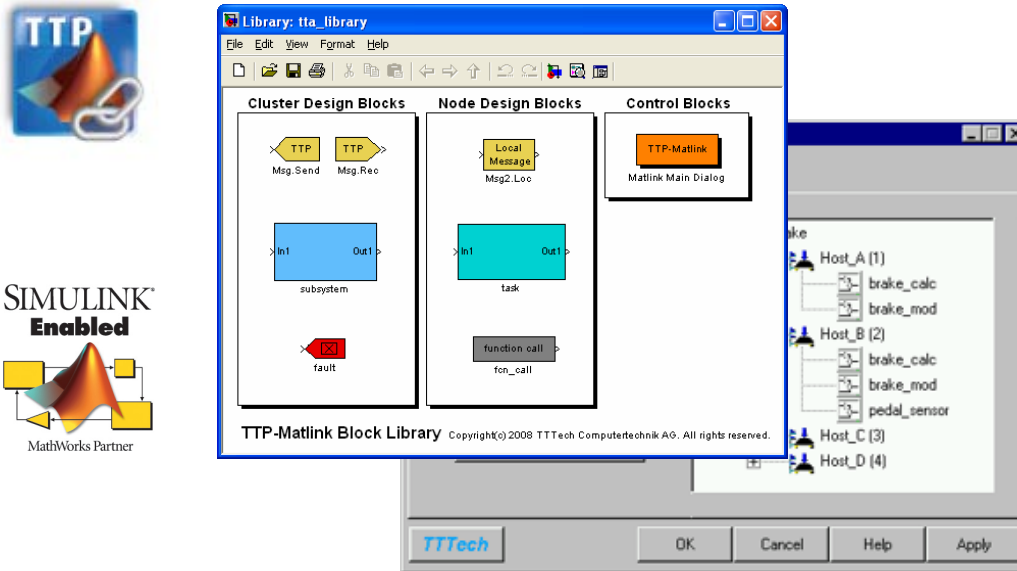 TTP
SIMULINK®
Enabled
MathWorks Partner
Library: tta_library
File Edit View Format Help
Cluster Design Blocks Node Design Blocks Control Blocks
TTP TTP
Msg.Send Msg.Rec
Local
Message
Msg2.Loc
TTP-Matlink
Matlink Main Dialog
In1 Out1
subsystem
In1 Out1
task
fault
function call
fcn_call
TTP-Matlink Block Library Copyright(c) 2008 TTTech Computertechnik AG. All rights reserved.
Host_A (1)
brake_calc
brake_mod
Host_B (2)
brake_calc
brake_mod
pedal_sensor
Host_C (3)
Host_D (4)
TTTech OK Cancel Help Apply